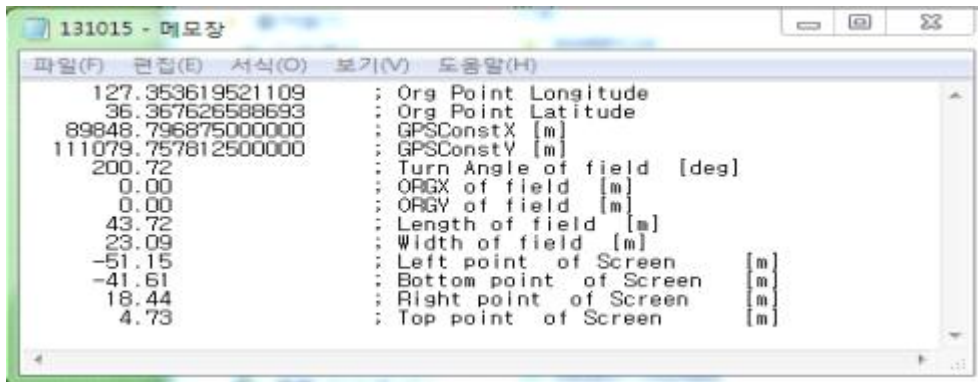 131015 - 메모장
파일(F) 편집(E) 서식(O) 보기(V) 도움말(H)
127.353619521109 ; Org Point Longitude
36.367626588693 ; Org Point Latitude
89848.796875000000 ; GPSConstX [m]
111079.757812500000 ; GPSConstY [m]
200.72 ; Turn Angle of field [deg]
0.00 ; ORGX of field [m]
0.00 ; ORGY of field [m]
43.72 ; Length of field [m]
23.09 ; Width of field [m]
-51.15 ; Left point of Screen [m]
-41.61 ; Bottom point of Screen [m]
18.44 ; Right point of Screen [m]
4.73 ; Top point of Screen [m]